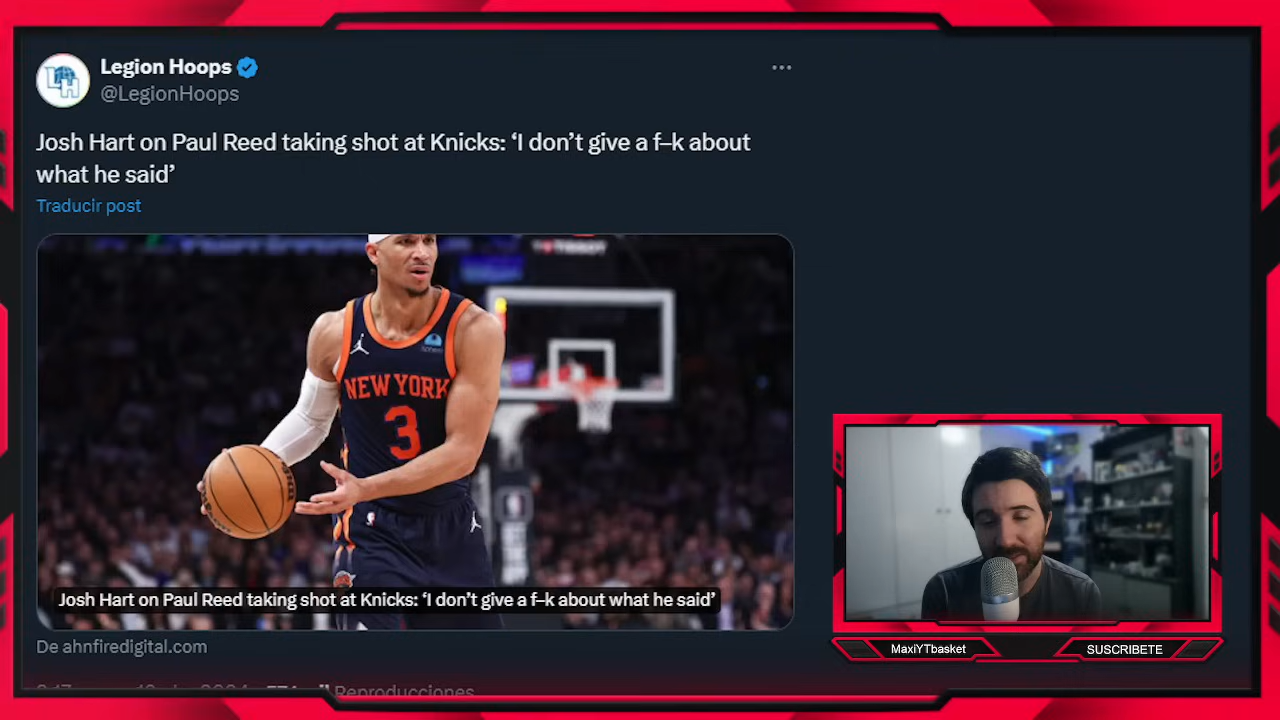 Legion Hoops
@LegionHoops
Josh Hart on Paul Reed taking shot at Knicks: ‘I don’t give a f–k about
what he said’
Traducir post
TISSOT
NEW YORK
3
Josh Hart on Paul Reed taking shot at Knicks: ‘I don’t give a f–k about what he said’
De ahnfiredigital.com
Reproducciones
MaxiYTbasket
SUSCRIBETE